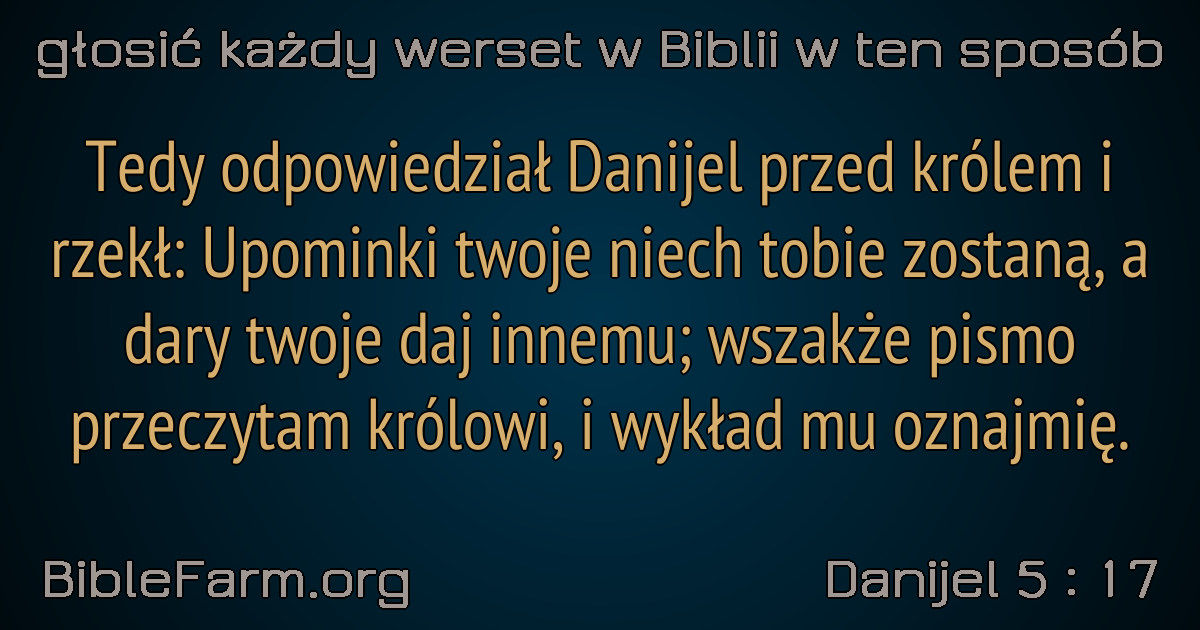 głosić każdy werset w Biblii w ten sposób
Tedy odpowiedział Danijel przed królem i
rzekł: Upominki twoje niech tobie zostaną, a
dary twoje daj innemu; wszakże pismo
przeczytam królowi, i wykład mu oznajmię.
BibleFarm.org
Danijel 5 : 17